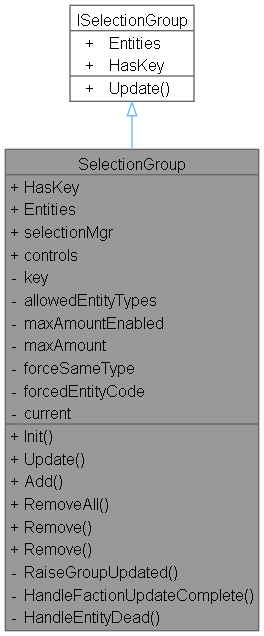 ISelectionGroup
+ Entities
+ HasKey
+ Update()
SelectionGroup
+ HasKey
+ Entities
+ selectionMgr
+ controls
- key
- allowedEntityTypes
- maxAmountEnabled
- maxAmount
- forceSameType
- forcedEntityCode
- current
+ Init()
+ Update()
+ Add()
+ RemoveAll()
+ Remove()
+ Remove()
- RaiseGroupUpdated()
- HandleFactionUpdateComplete()
- HandleEntityDead()